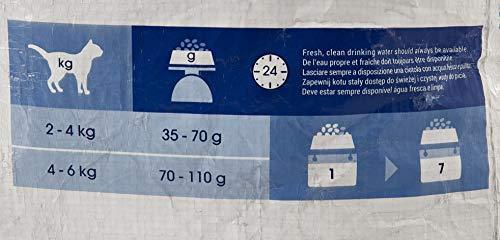 kg
g
24
Fresh, clean drinking water should always be available.
De l'eau propre et fraîche doit toujours être disponible.
Lasciare sempre a disposizione una ciotola con acqua fresca e pulita.
Zapewnij kotu stały dostęp do świeżej i czystej wody do picia.
Deve estar sempre disponível água fresca e limpa.
2 - 4 kg 35 - 70 g
4 - 6 kg 70 - 110 g
1 7